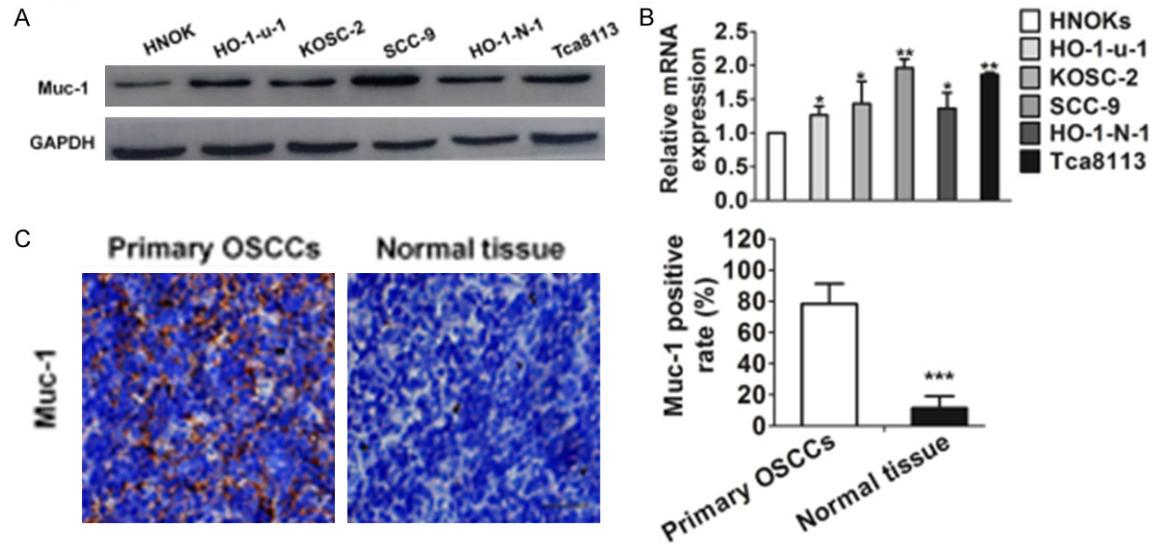 A
HNOK
HO-1-u-1
KOSC-2
SCC-9
HO-1-N-1
Tca8113
Muc-1
GAPDH
B
Relative mRNA
expression
2.5
2.0
1.5
1.0
0.5
0.0
*
*
**
*
**
HNOKs
HO-1-u-1
KOSC-2
SCC-9
HO-1-N-1
Tca8113
C
Primary OSCCs
Normal tissue
Muc-1
Muc-1 positive
rate (%)
120
100
80
60
40
20
0
***
Primary OSCCs
Normal tissue